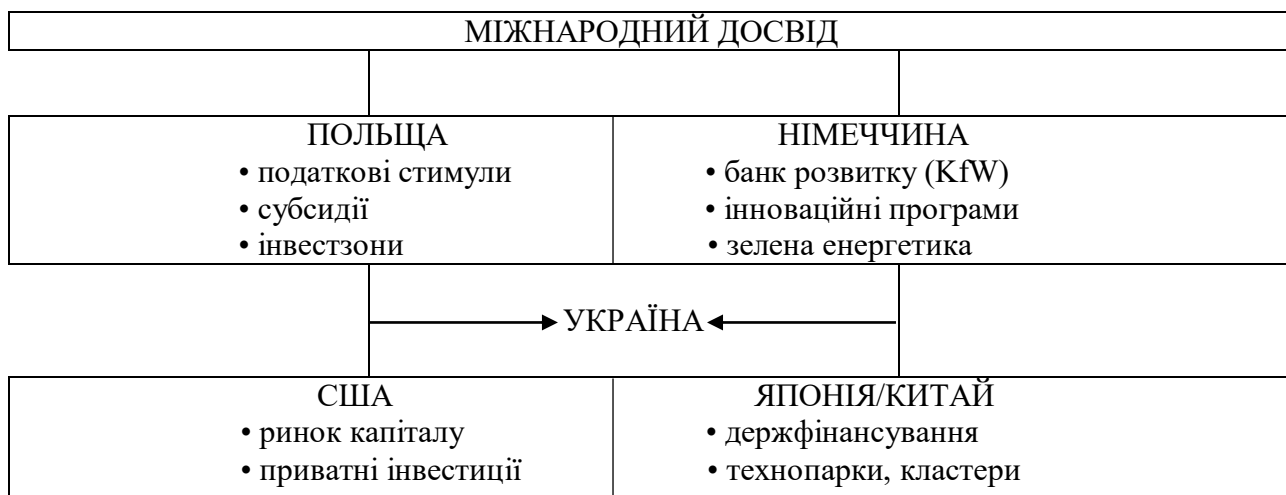 МІЖНАРОДНИЙ ДОСВІД
ПОЛЬЩА
• податкові стимули
• субсидії
• інвестзони
НІМЕЧЧИНА
• банк розвитку (KfW)
• інноваційні програми
• зелена енергетика
УКРАЇНА
США
• ринок капіталу
• приватні інвестиції
ЯПОНІЯ/КИТАЙ
• держфінансування
• технопарки, кластери